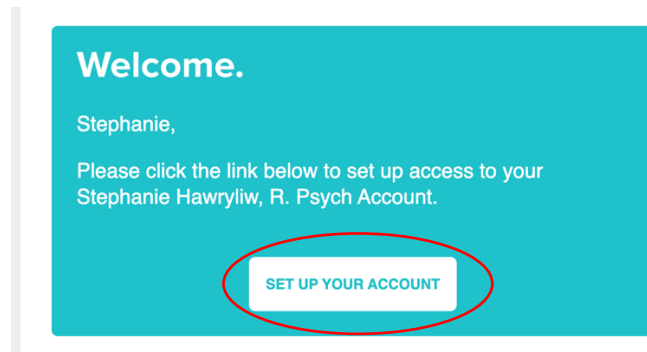 Welcome.
Stephanie,
Please click the link below to set up access to your
Stephanie Hawryliw, R. Psych Account.
SET UP YOUR ACCOUNT